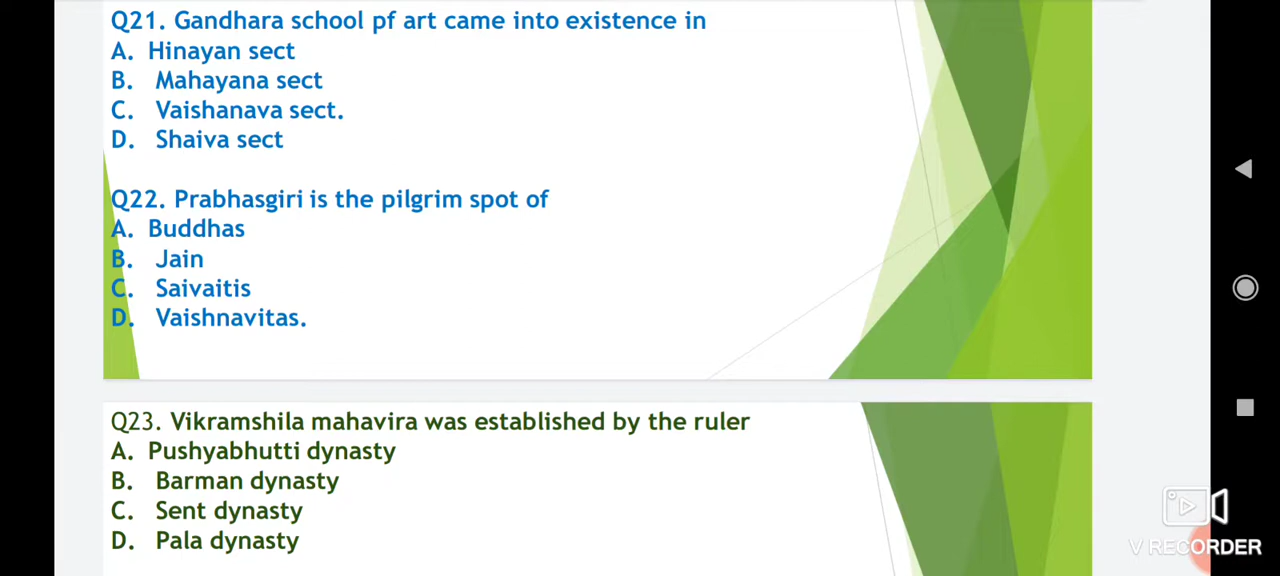 Q21. Gandhara school pf art came into existence in
A. Hinayan sect
B. Mahayana sect
C. Vaishanava sect.
D. Shaiva sect
Q22. Prabhasgiri is the pilgrim spot of
A. Buddhas
B. Jain
C. Saivaitis
D. Vaishnavitas.
Q23. Vikramshila mahavira was established by the ruler
A. Pushyabhutti dynasty
B. Barman dynasty
C. Sent dynasty
D. Pala dynasty
V RECORDER